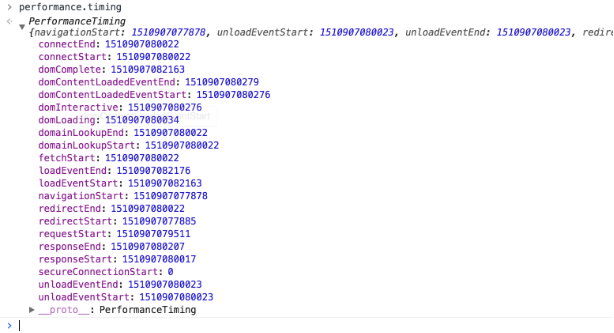 > performance.timing
PerformanceTiming
{navigationStart: 1510907077878, unloadEventStart: 1510907080023, unloadEventEnd: 1510907080023, redire
connectEnd: 1510907080022
connectStart: 1510907080022
domComplete: 1510907082163
domContentLoadedEventEnd: 1510907080279
domContentLoadedEventStart: 1510907080276
domInteractive: 1510907080276
domLoading: 1510907080034
domainLookupEnd: 1510907080022
domainLookupStart: 1510907080022
fetchStart: 1510907080022
loadEventEnd: 1510907082176
loadEventStart: 1510907082163
navigationStart: 1510907077878
redirectEnd: 1510907080022
redirectStart: 1510907077885
requestStart: 1510907079511
responseEnd: 1510907080207
responseStart: 1510907080017
secureConnectionStart: 0
unloadEventEnd: 1510907080023
unloadEventStart: 1510907080023
__proto__: PerformanceTiming
>